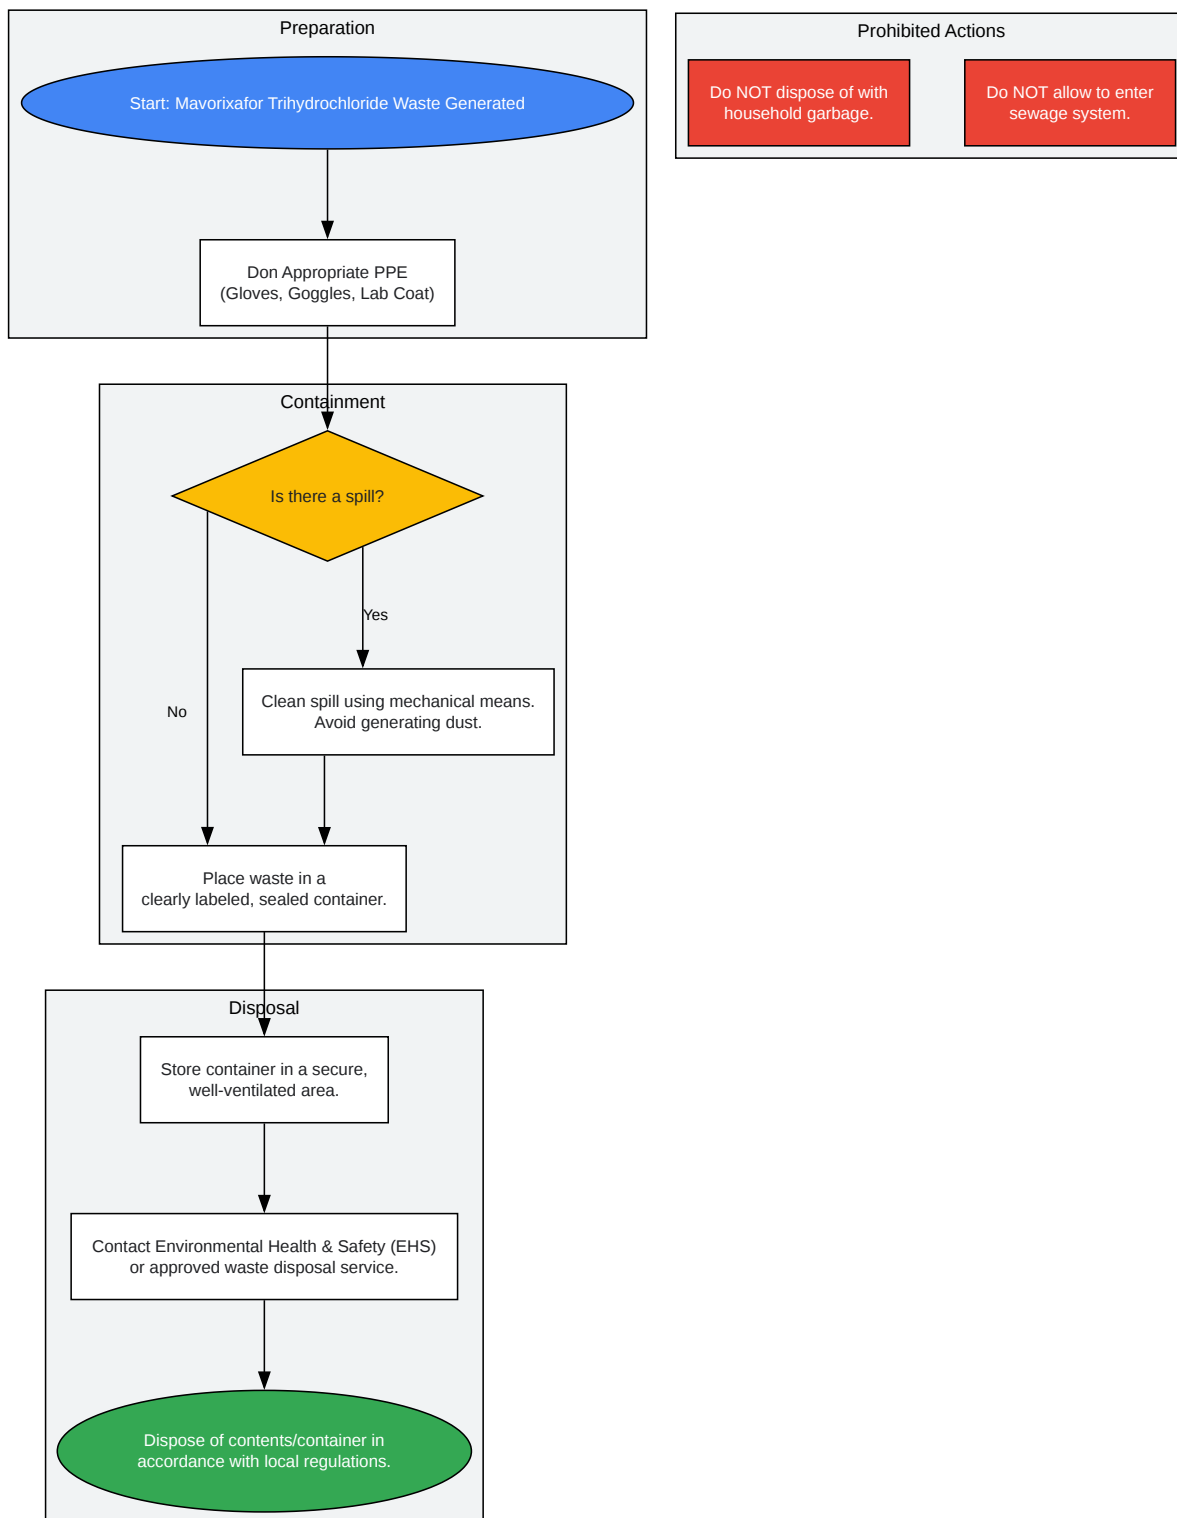 Preparation
Start: Mavorixafor Trihydrochloride Waste Generated
Don Appropriate PPE
(Gloves, Goggles, Lab Coat)
Prohibited Actions
Do NOT dispose of with
household garbage.
Do NOT allow to enter
sewage system.
Containment
Is there a spill?
Yes
No
Clean spill using mechanical means.
Avoid generating dust.
Place waste in a
clearly labeled, sealed container.
Disposal
Store container in a secure,
well-ventilated area.
Contact Environmental Health & Safety (EHS)
or approved waste disposal service.
Dispose of contents/container in
accordance with local regulations.